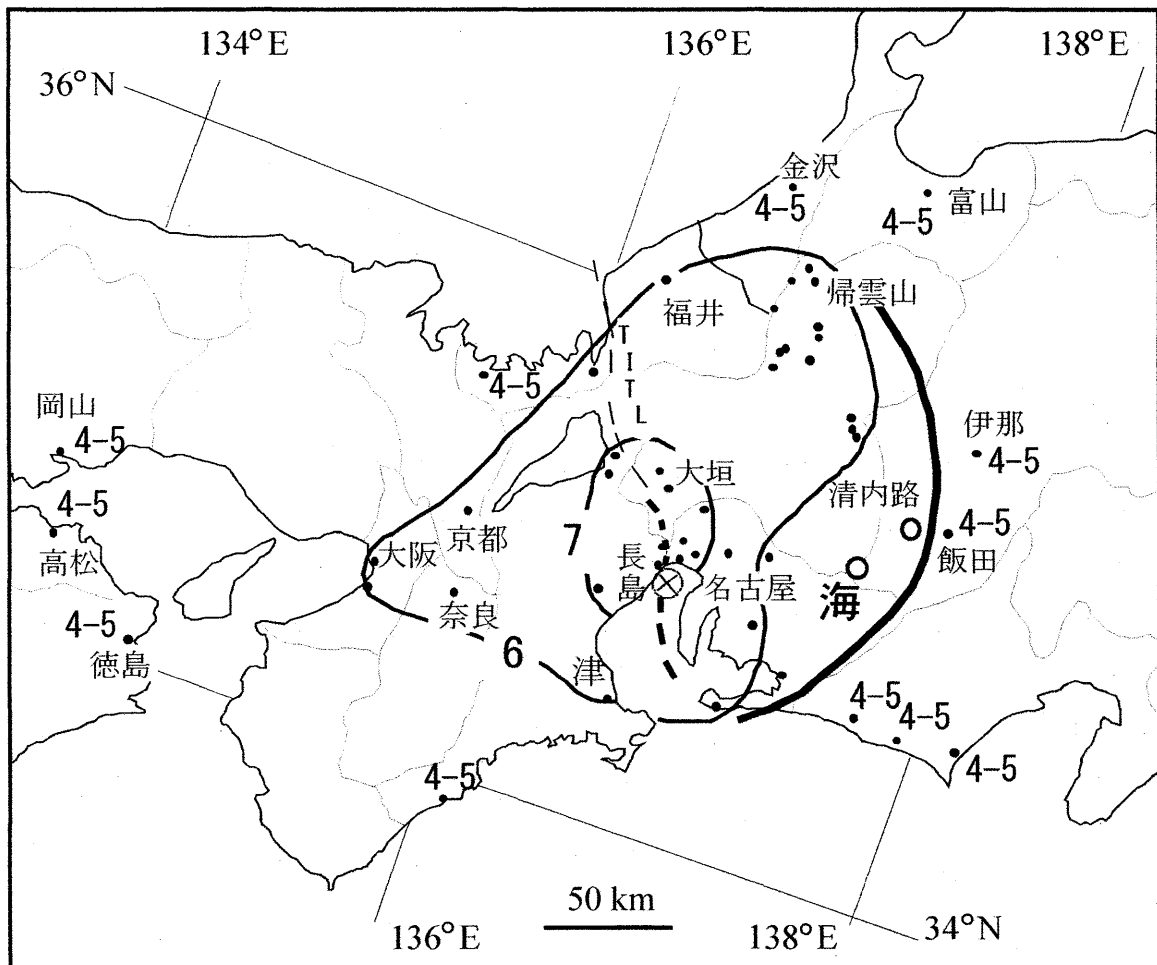 134°E
136°E
138°E
36°N
金沢
4-5
4-5
富山
帰雲山
福井
T
I
T
L
4-5
岡山
4-5
伊那
4-5
大垣
清内路
4-5
高松
7
京都
大阪
長島
名古屋
海
4-5
飯田
奈良
4-5
徳島
6
津
4-5
4-5
4-5
4-5
50 km
136°E
138°E
34°N